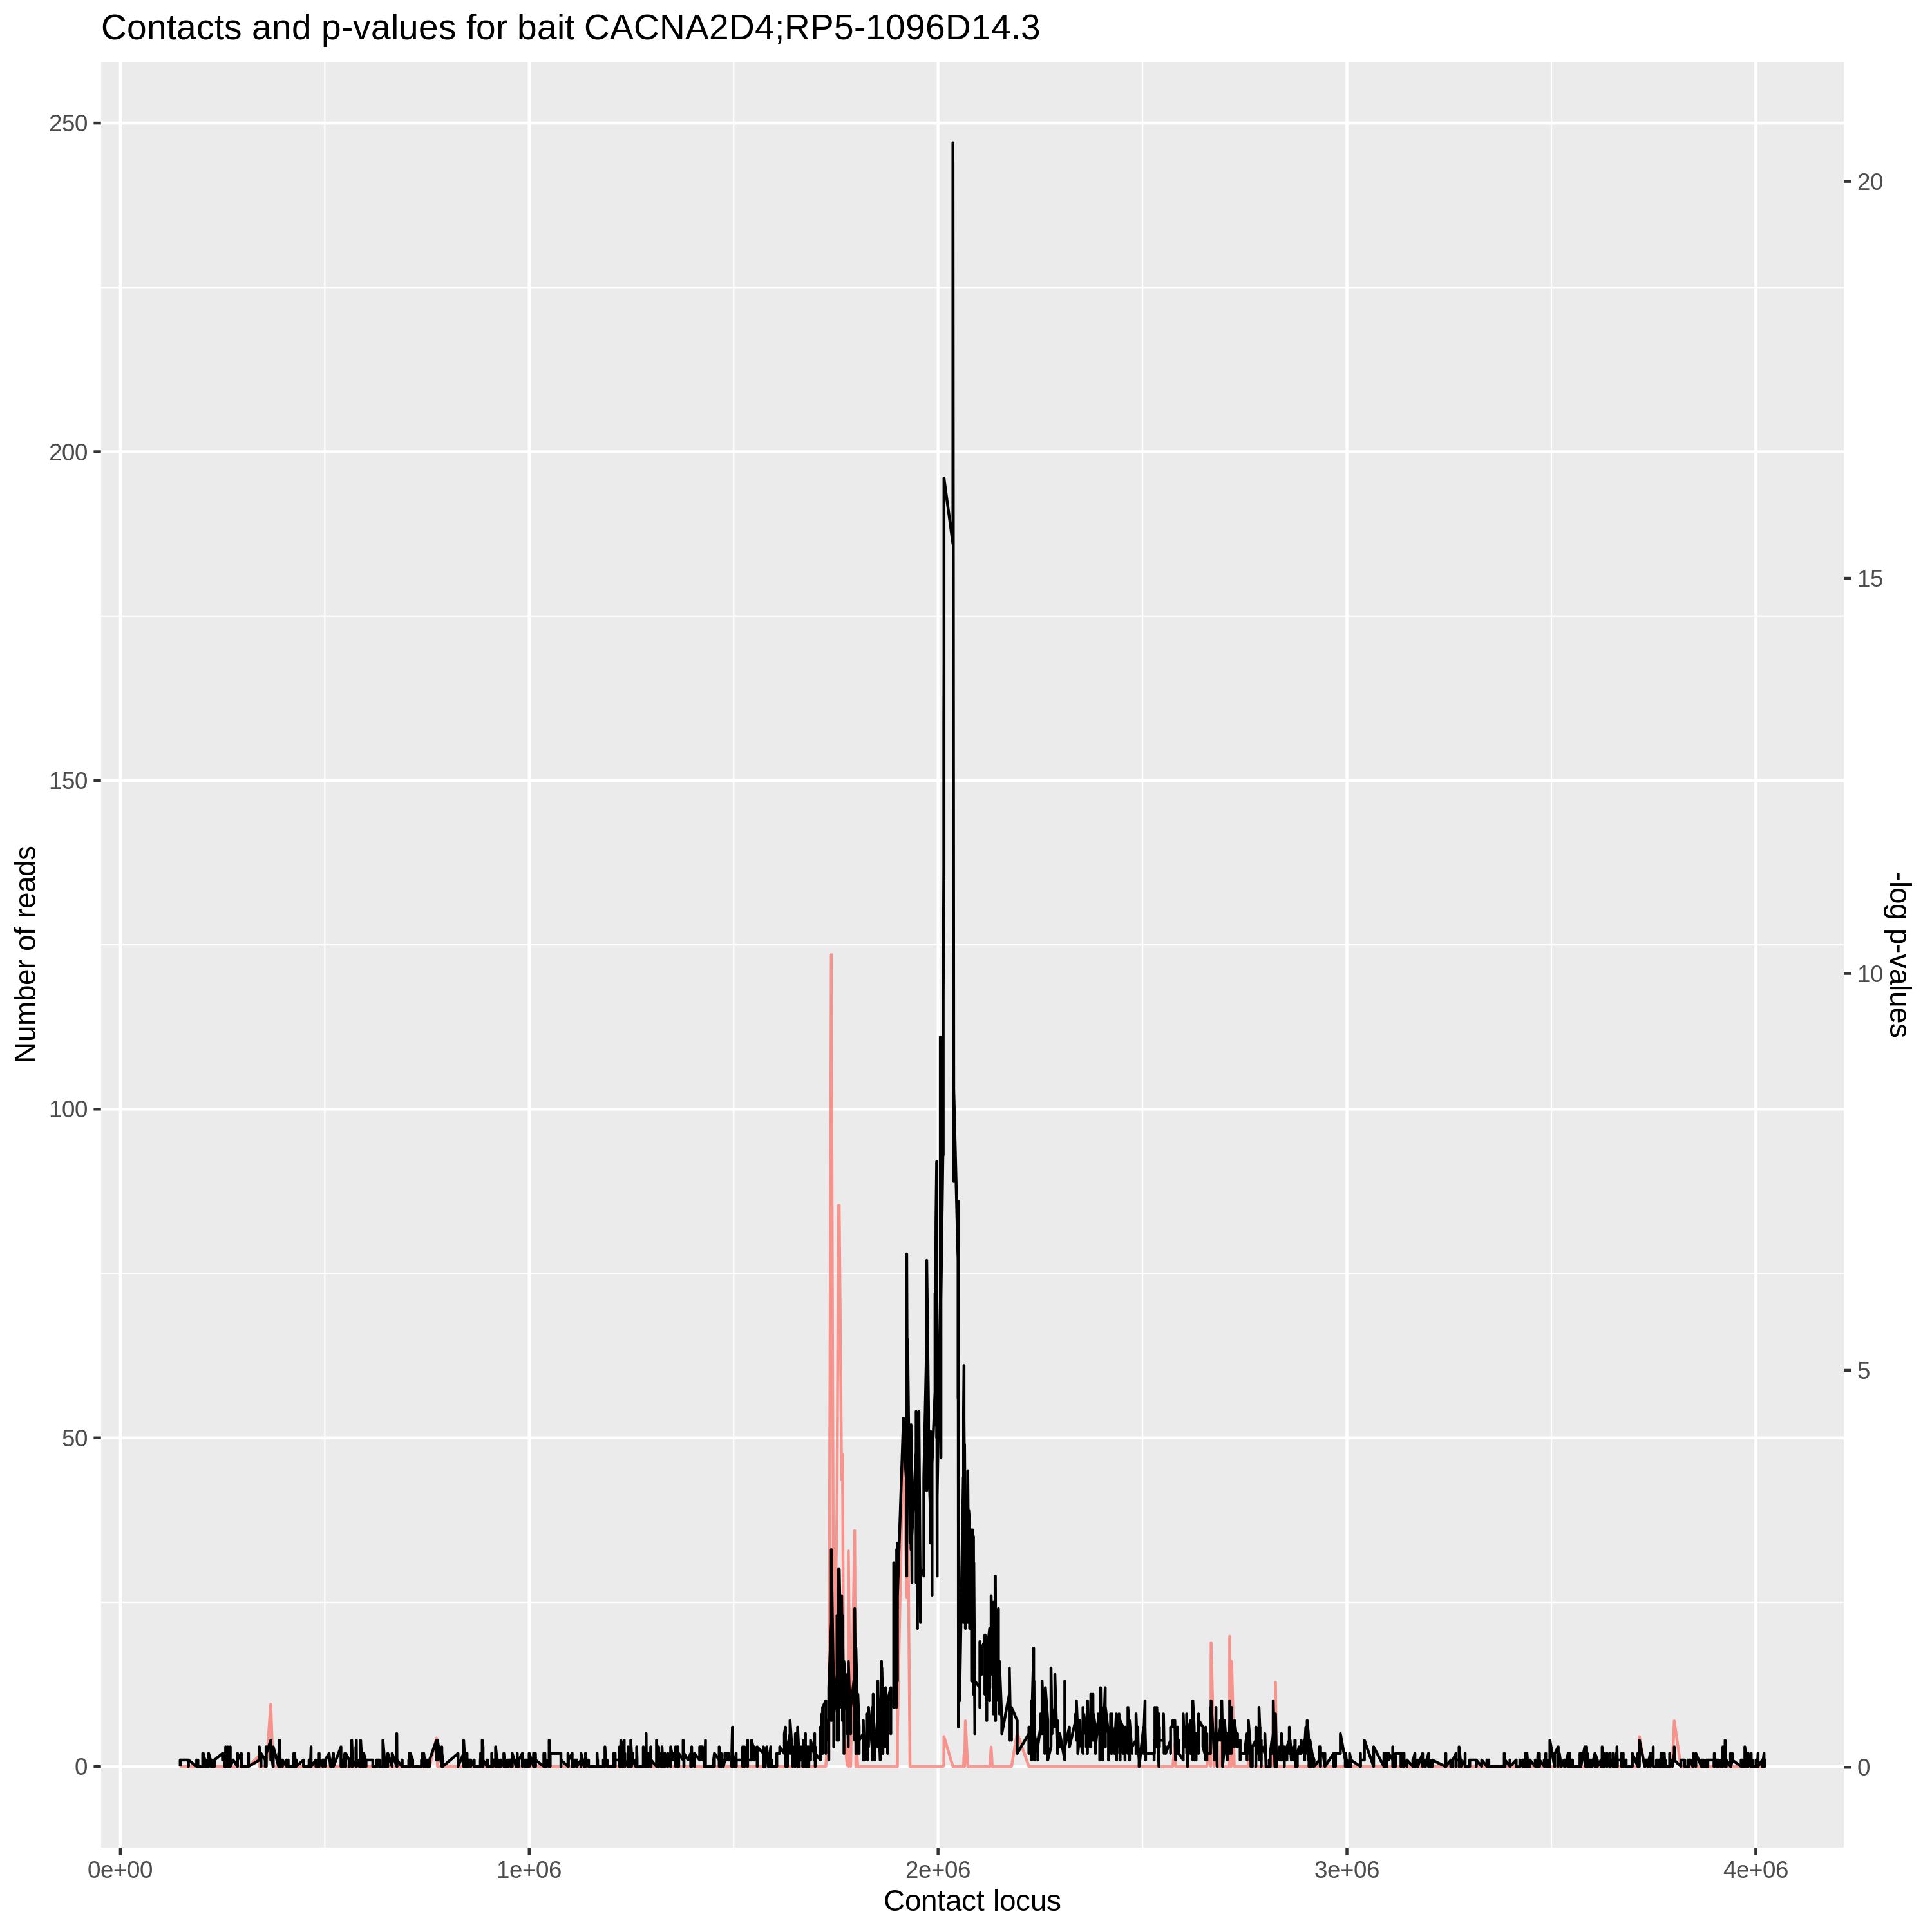 Contacts and p-values for bait CACNA2D4;RP5-1096D14.3
250
200
150
100
50
0
Number of reads
20
15
10
5
0
-log p-values
0e+00 1e+06 2e+06 3e+06 4e+06
Contact locus